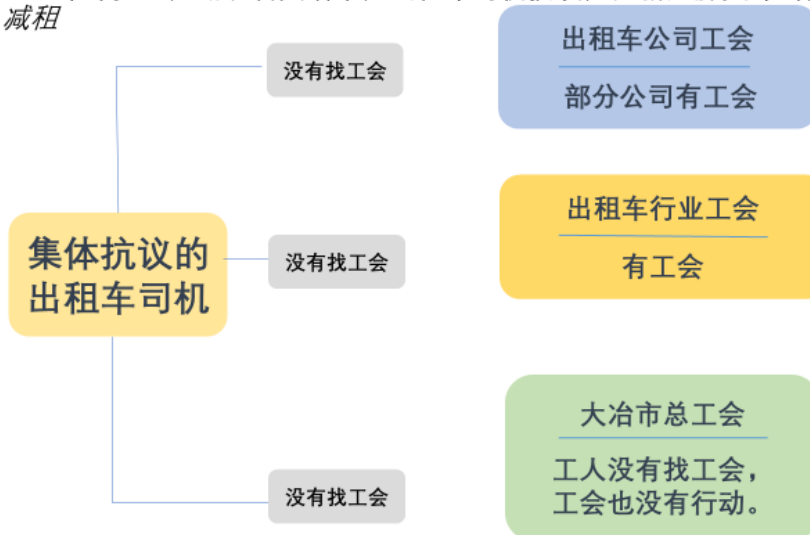 减租
没有找工会
出租车公司工会
部分公司有工会
集体抗议的
出租车司机
没有找工会
出租车行业工会
有工会
没有找工会
大冶市总工会
工人没有找工会，
工会也没有行动。